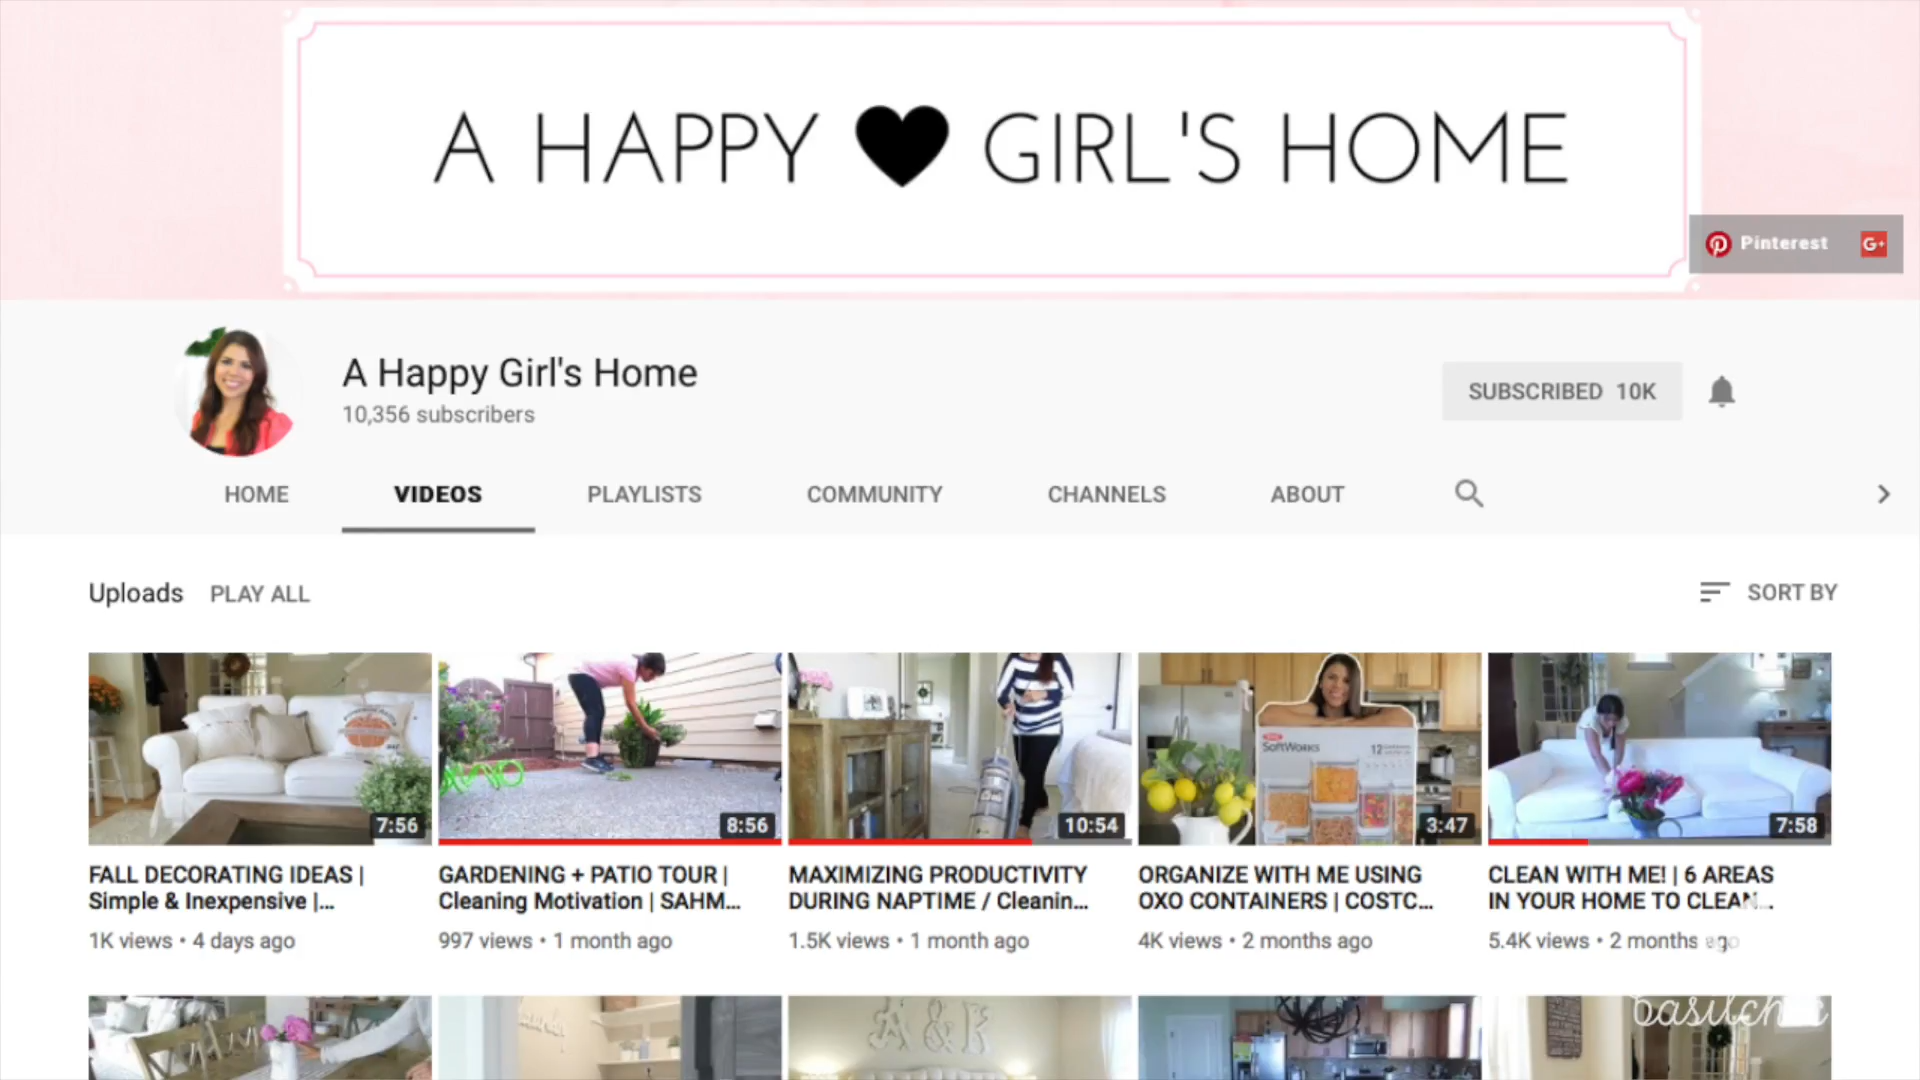 A HAPPY GIRL'S HOME
Pinterest G+
A Happy Girl's Home
10,356 subscribers
SUBSCRIBED 10K
HOME VIDEOS PLAYLISTS COMMUNITY CHANNELS ABOUT
Uploads PLAY ALL SORT BY
SoftWorks
12
7:56 8:56 10:54 3:47 7:58
FALL DECORATING IDEAS |
Simple & Inexpensive |...
1K views • 4 days ago
GARDENING + PATIO TOUR |
Cleaning Motivation | SAHM...
997 views • 1 month ago
MAXIMIZING PRODUCTIVITY
DURING NAPTIME / Cleanin...
1.5K views • 1 month ago
ORGANIZE WITH ME USING
OXO CONTAINERS | COSTC...
4K views • 2 months ago
CLEAN WITH ME! | 6 AREAS
IN YOUR HOME TO CLEAN...
5.4K views • 2 months ago
A & K